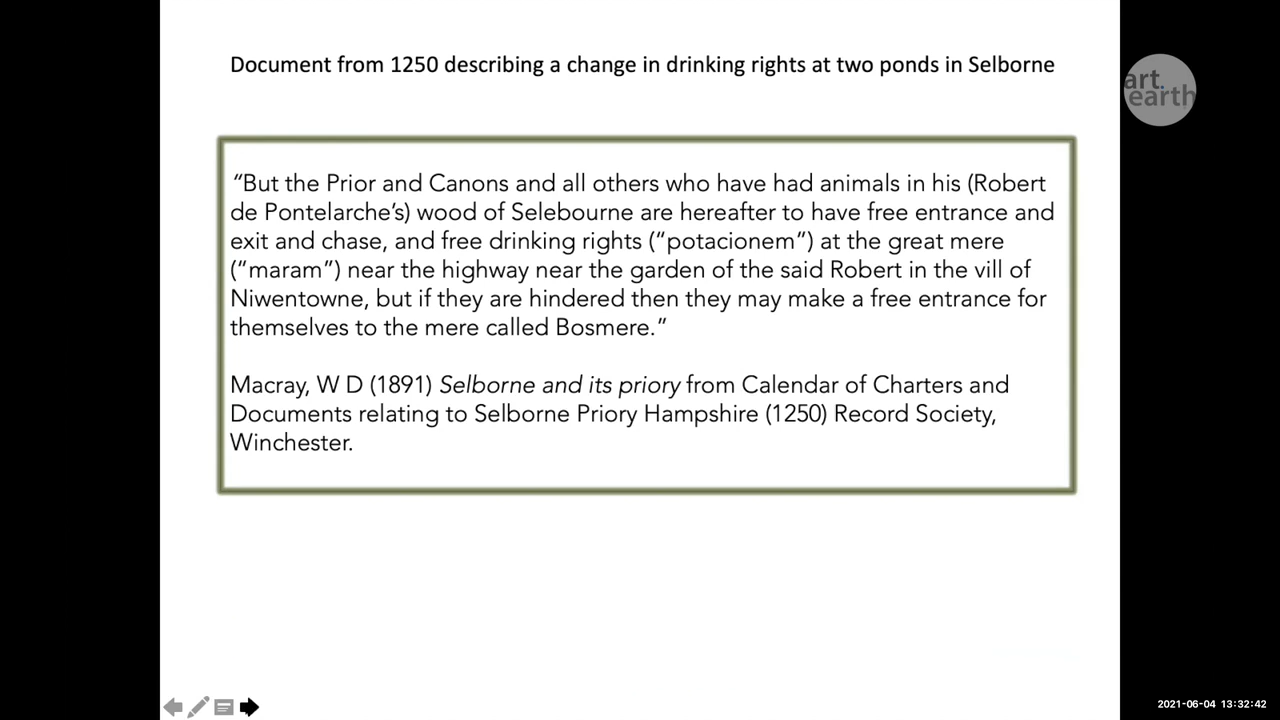 Document from 1250 describing a change in drinking rights at two ponds in Selborne
art.
earth
“But the Prior and Canons and all others who have had animals in his (Robert
de Pontelarche’s) wood of Selebourne are hereafter to have free entrance and
exit and chase, and free drinking rights (“potacionem”) at the great mere
(“maram”) near the highway near the garden of the said Robert in the vill of
Niwentowne, but if they are hindered then they may make a free entrance for
themselves to the mere called Bosmere.”
Macray, W D (1891) Selborne and its priory from Calendar of Charters and
Documents relating to Selborne Priory Hampshire (1250) Record Society,
Winchester.
2021-06-04 13:32:42